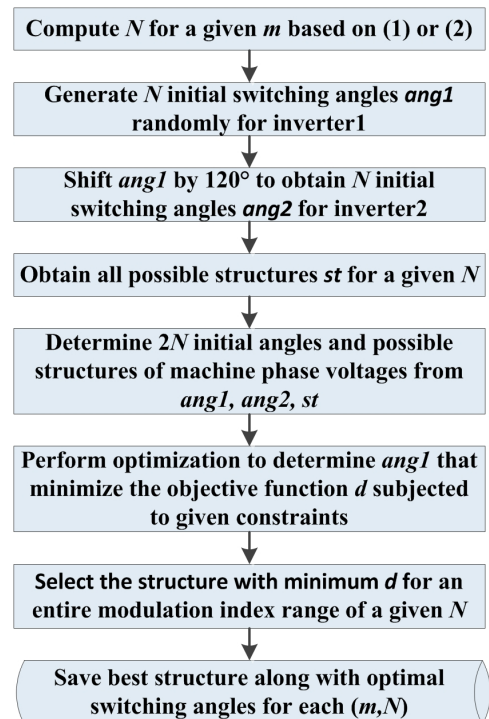 Compute N for a given m based on (1) or (2)
Generate N initial switching angles ang1
randomly for inverter1
Shift ang1 by 120° to obtain N initial
switching angles ang2 for inverter2
Obtain all possible structures st for a given N
Determine 2N initial angles and possible
structures of machine phase voltages from
ang1, ang2, st
Perform optimization to determine ang1 that
minimize the objective function d subjected
to given constraints
Select the structure with minimum d for an
entire modulation index range of a given N
Save best structure along with optimal
switching angles for each (m,N)